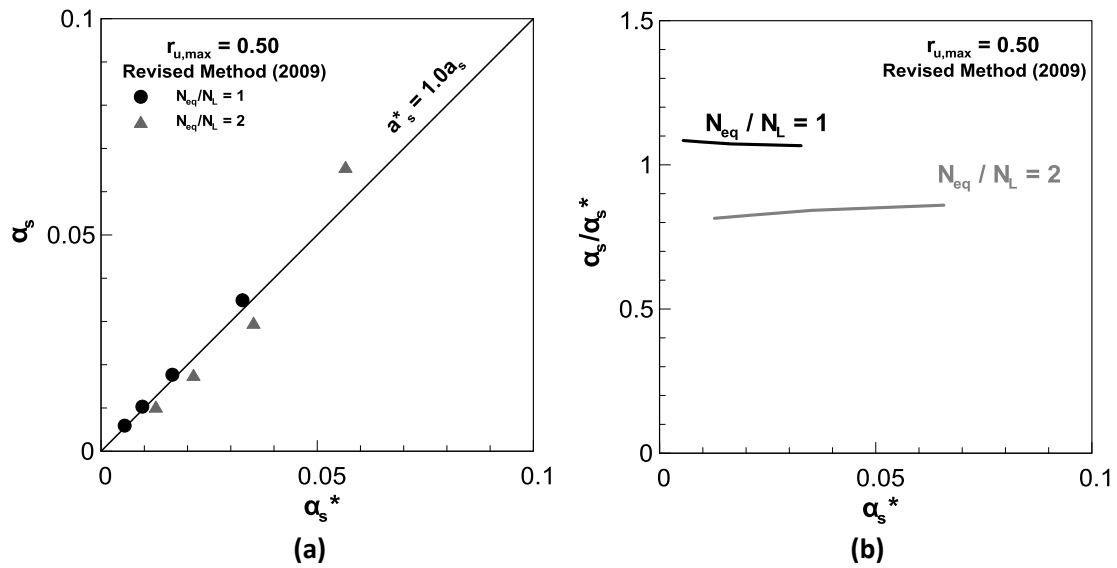 0.1
r_u,max = 0.50
Revised Method (2009)
N_eq/N_L = 1
N_eq/N_L = 2
a*_s = 1.0a_s
α_s
0.05
0
0
0.05
0.1
α_s*
(a)
1.5
r_u,max = 0.50
Revised Method (2009)
N_eq / N_L = 1
N_eq / N_L = 2
1
α_s/α_s*
0.5
0
0
0.05
0.1
α_s*
(b)